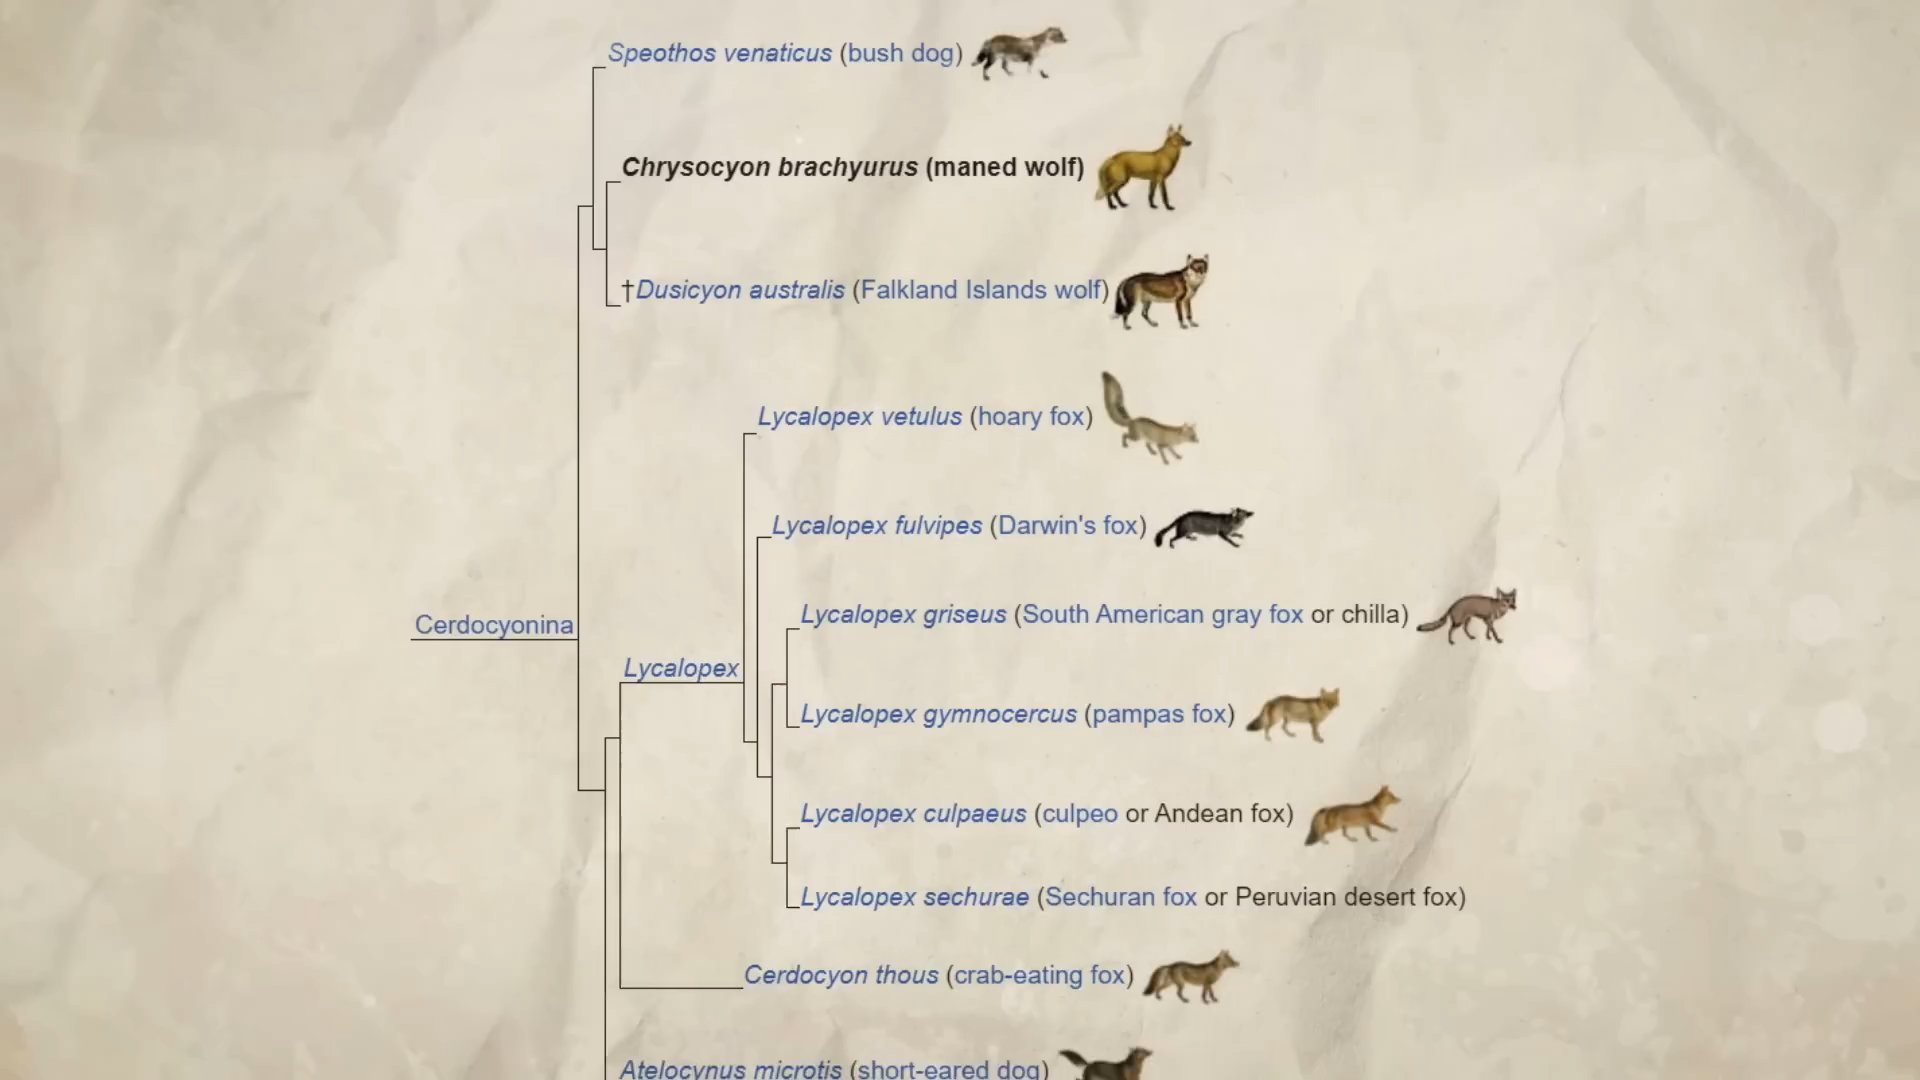 Speothos venaticus (bush dog)
Chrysocyon brachyurus (maned wolf)
†Dusicyon australis (Falkland Islands wolf)
Lycalopex vetulus (hoary fox)
Lycalopex fulvipes (Darwin's fox)
Lycalopex griseus (South American gray fox or chilla)
Cerdocyonina
Lycalopex
Lycalopex gymnocercus (pampas fox)
Lycalopex culpaeus (culpeo or Andean fox)
Lycalopex sechurae (Sechuran fox or Peruvian desert fox)
Cerdocyon thous (crab-eating fox)
Atelocynus microtis (short-eared dog)